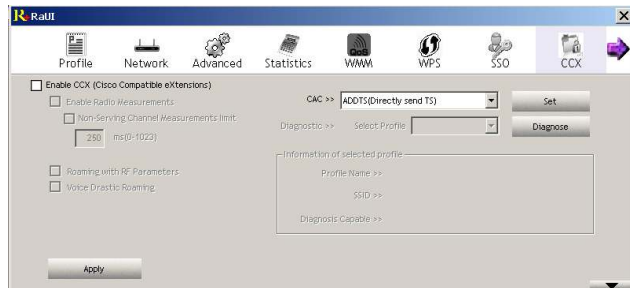 RaUI
Profile Network Advanced Statistics QoS WMM WPS SSO CCX
Enable CCX (Cisco Compatible eXtensions)
Enable Radio Measurements
Non-Serving Channel Measurements limit
250 ms(0-1023)
Roaming with RF Parameters
Voice Drastic Roaming
CAC >> ADDTS(Directly send TS) Set
Diagnostic >> Select Profile Diagnose
Information of selected profile
Profile Name >>
SSID >>
Diagnosis Capable >>
Apply